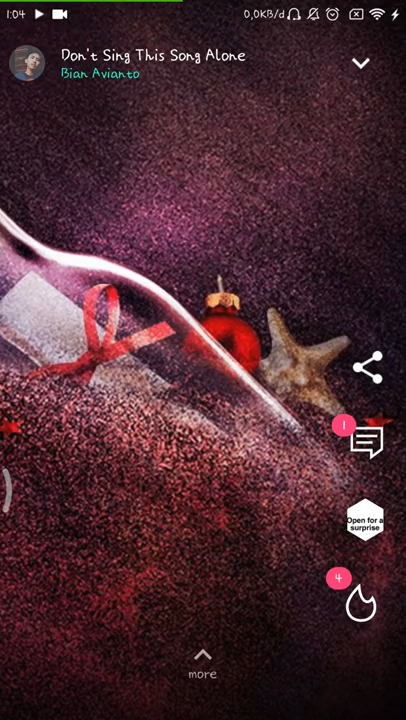 1:04
0,0KB/d
Don't Sing This Song Alone
Bian Avianto
1
Open for a
surprise
4
more